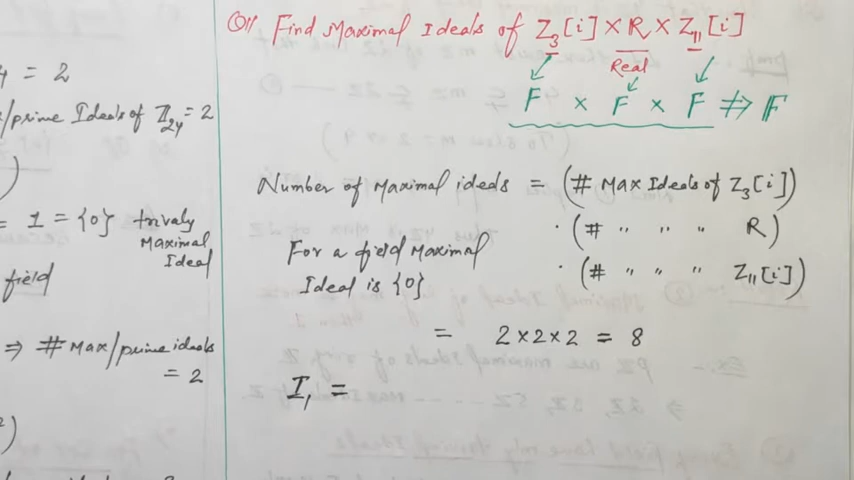 = 2
/prime Ideals of Z₂₄ = 2
)
= 1 = {0} trivaly
Maximal
Ideal
field
⇒ # Max/prime ideals
= 2
²)
Q1/ Find Maximal Ideals of Z₃[i] × R × Z₁₁[i]
Real
F × F × F ⇏ F
Number of Maximal ideals = (# Max Ideals of Z₃[i])
· (# " " " R)
For a field Maximal
Ideal is {0}
· (# " " " Z₁₁[i])
= 2×2×2 = 8
I₁ =